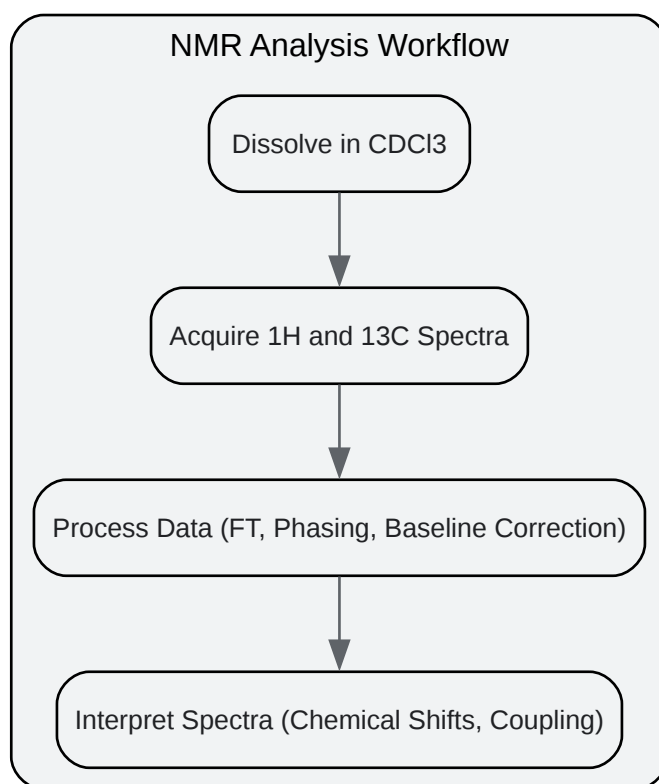 NMR Analysis Workflow
Dissolve in CDCl3
Acquire 1H and 13C Spectra
Process Data (FT, Phasing, Baseline Correction)
Interpret Spectra (Chemical Shifts, Coupling)